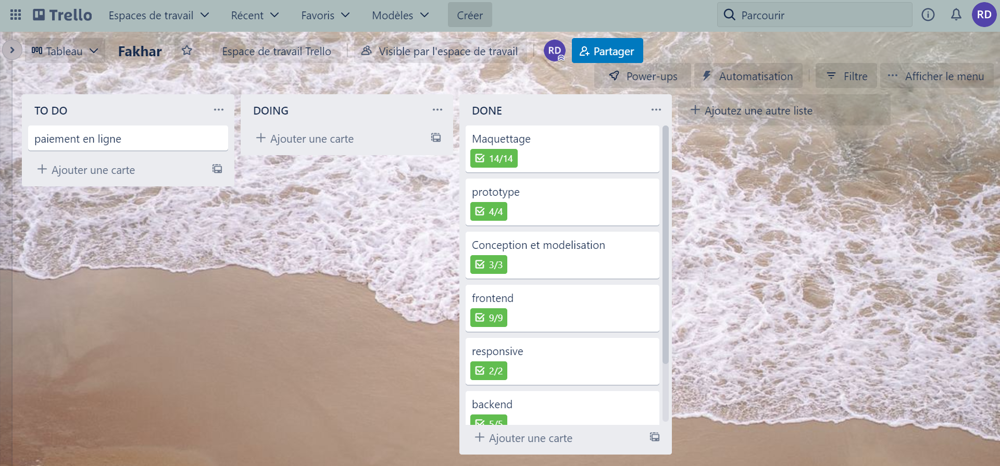 Trello
Espaces de travail
Récent
Favoris
Modèles
Créer
Parcourir
RD
Tableau
Fakhar
Espace de travail Trello
Visible par l'espace de travail
RD
Partager
Power-ups
Automatisation
Filtre
Afficher le menu
TO DO
paiement en ligne
Ajouter une carte
DOING
Ajouter une carte
DONE
Maquettage
14/14
prototype
4/4
Conception et modelisation
3/3
frontend
9/9
responsive
2/2
backend
5/5
Ajouter une carte
Ajoutez une autre liste